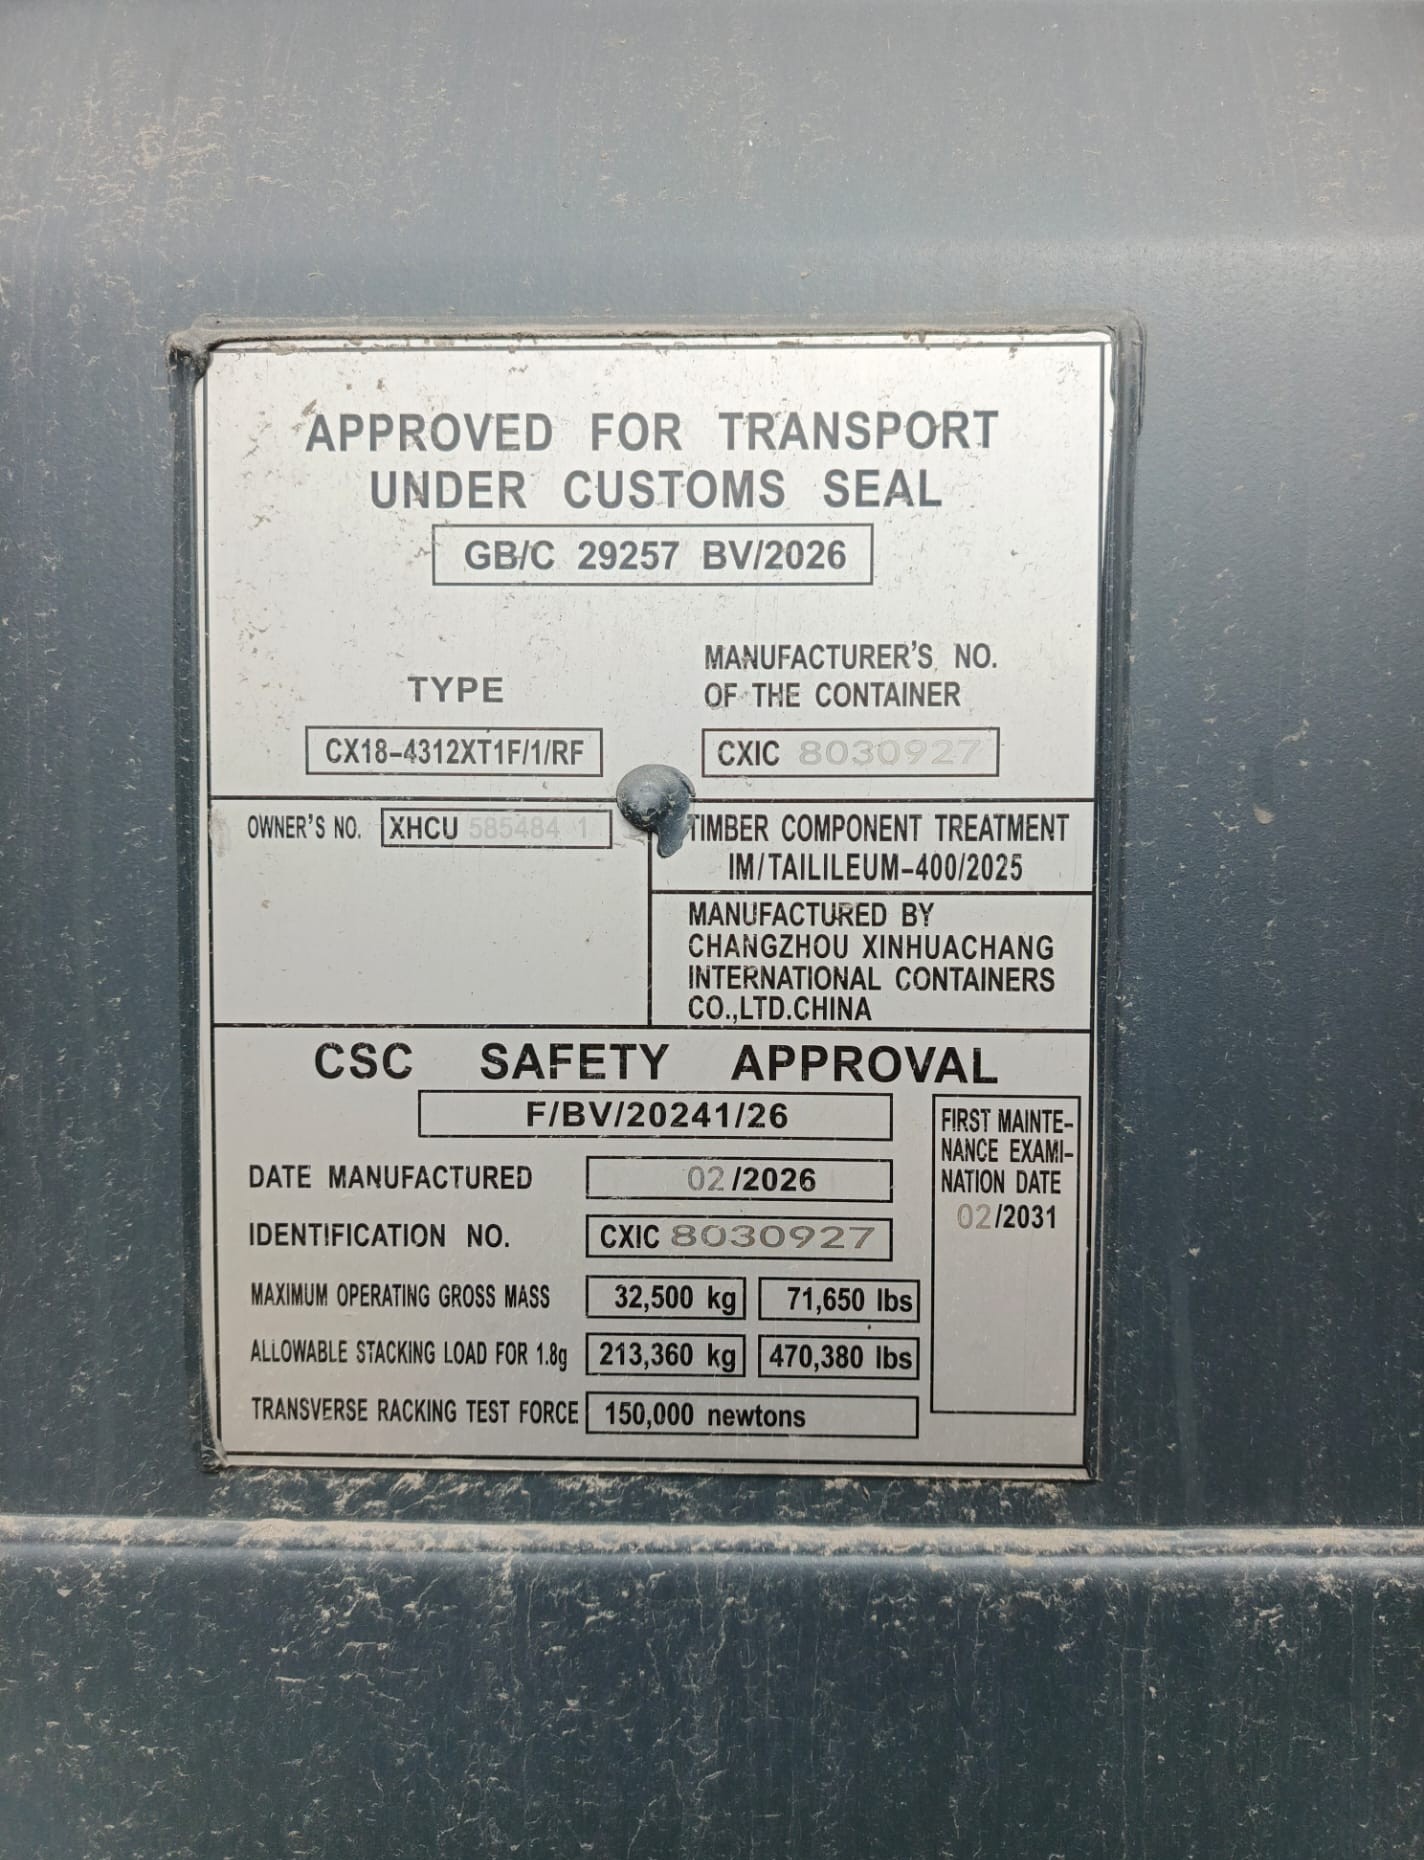 APPROVED FOR TRANSPORT
UNDER CUSTOMS SEAL
GB/C 29257 BV/2026
TYPE
CX18-4312XT1F/1/RF
MANUFACTURER'S NO.
OF THE CONTAINER
CXIC 8030927
OWNER'S NO. XHCU 585484 1
TIMBER COMPONENT TREATMENT
IM/TAILILEUM-400/2025
MANUFACTURED BY
CHANGZHOU XINHUACHANG
INTERNATIONAL CONTAINERS
CO.,LTD.CHINA
CSC SAFETY APPROVAL
F/BV/20241/26
DATE MANUFACTURED 02/2026
IDENTIFICATION NO. CXIC 8030927
MAXIMUM OPERATING GROSS MASS 32,500 kg 71,650 lbs
ALLOWABLE STACKING LOAD FOR 1.8g 213,360 kg 470,380 lbs
TRANSVERSE RACKING TEST FORCE 150,000 newtons
FIRST MAINTE-
NANCE EXAMI-
NATION DATE
02/2031